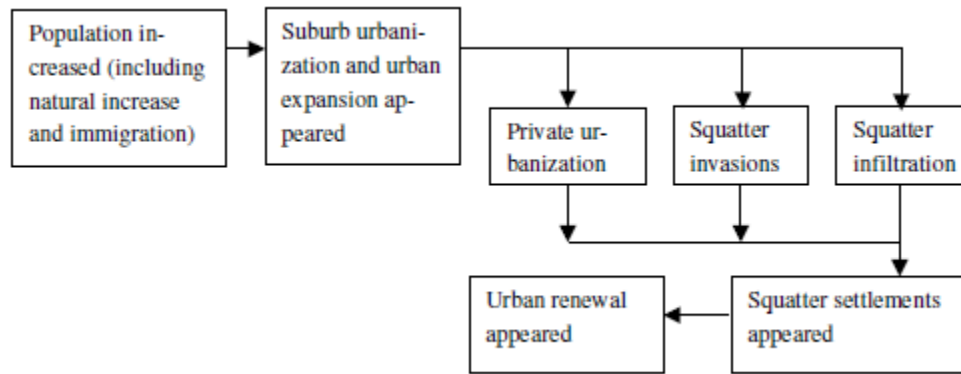 Population in-
creased (including
natural increase
and immigration)
Suburb urbani-
zation and urban
expansion ap-
peared
Private ur-
banization
Squatter
invasions
Squatter
infiltration
Urban renewal
appeared
Squatter settlements
appeared